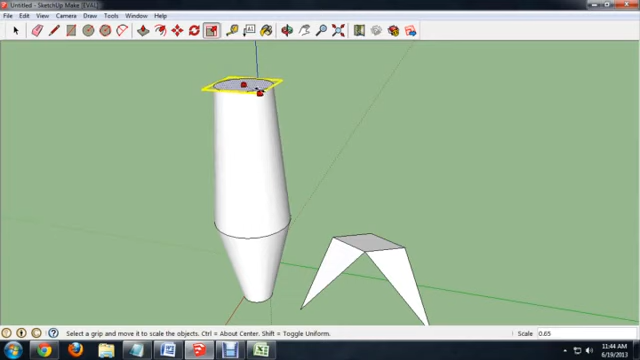 Untitled - SketchUp Make (EVAL)
File Edit View Camera Draw Tools Window Help
Select a grip and move it to scale the objects. Ctrl = About Center. Shift = Toggle Uniform.
Scale 0.65
11:44 AM
6/19/2013